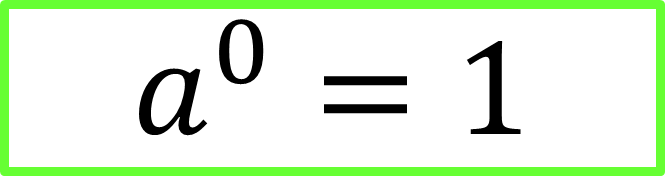 a⁰ = 1